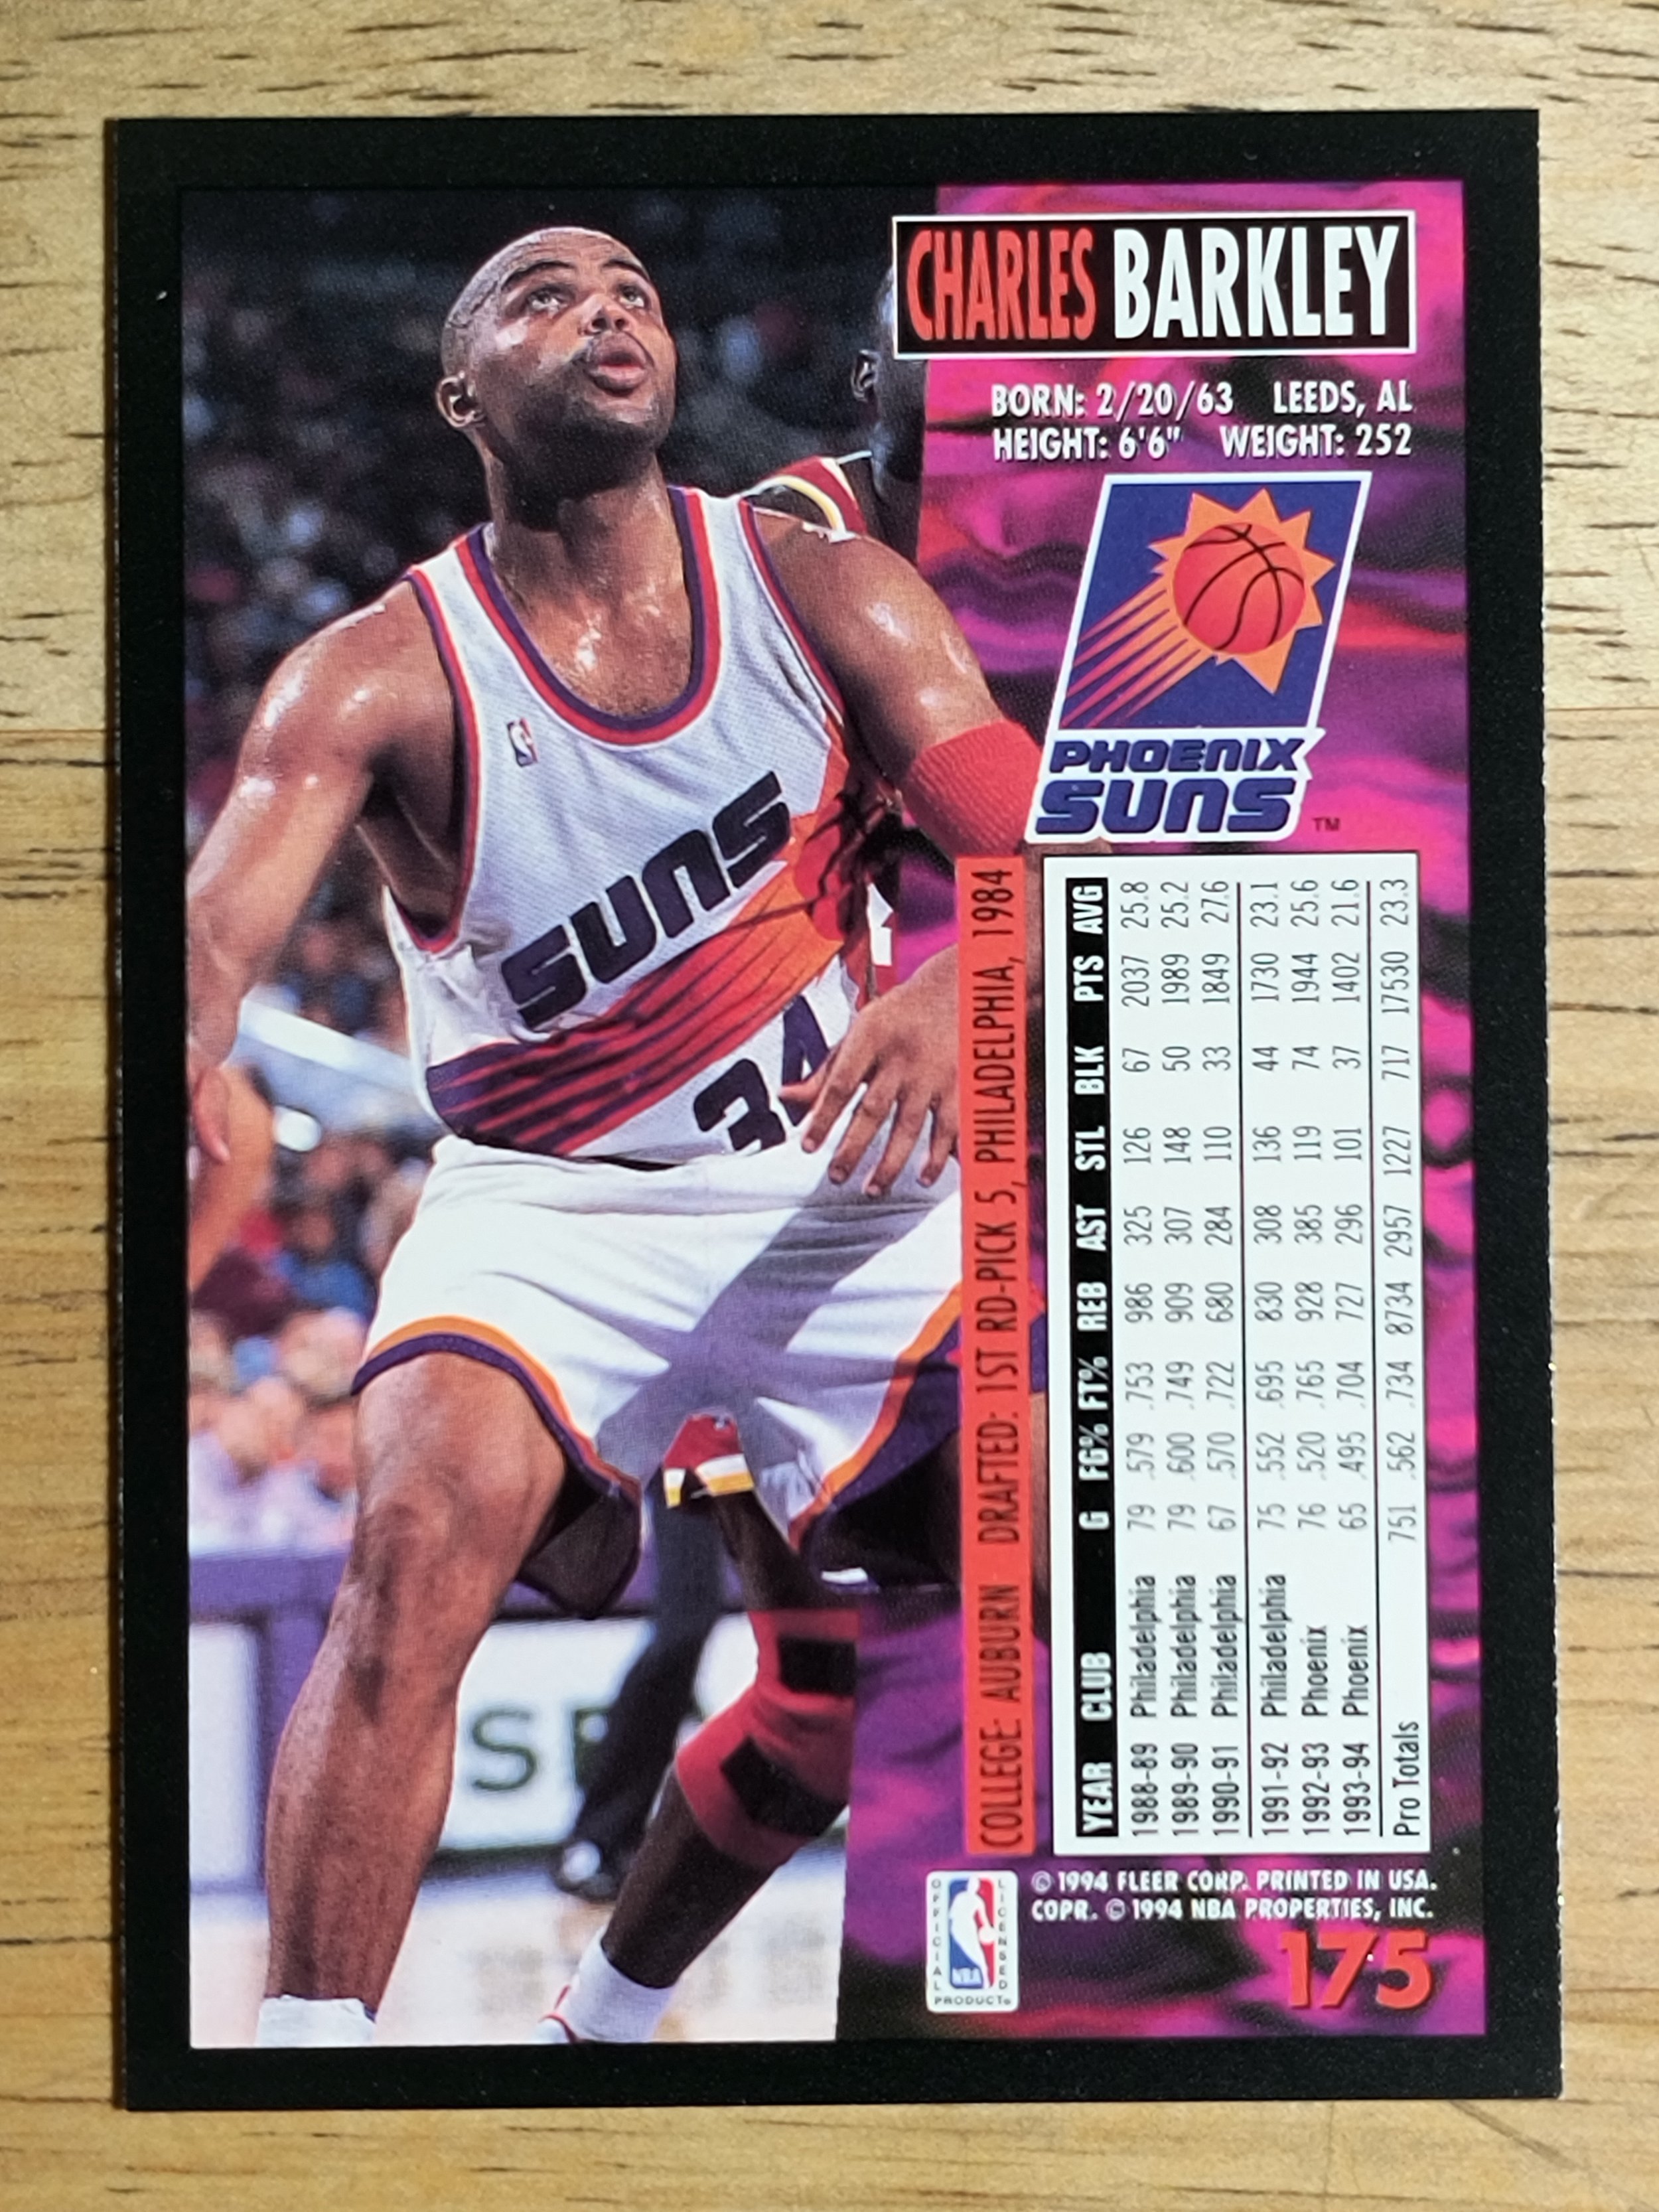 CHARLES BARKLEY
BORN: 2/20/63 LEEDS, AL
HEIGHT: 6'6" WEIGHT: 252
PHOENIX
SUNS
TM
SUNS
34
COLLEGE: AUBURN DRAFTED: 1ST RD-PICK 5, PHILADELPHIA, 1984
YEAR CLUB G FG% FT% REB AST STL BLK PTS AVG
1988-89 Philadelphia 79 .579 .753 986 325 126 67 2037 25.8
1989-90 Philadelphia 79 .600 .749 909 307 148 50 1989 25.2
1990-91 Philadelphia 67 .570 .722 680 284 110 33 1849 27.6
1991-92 Philadelphia 75 .552 .695 830 308 136 44 1730 23.1
1992-93 Phoenix 76 .520 .765 928 385 119 74 1944 25.6
1993-94 Phoenix 65 .495 .704 727 296 101 37 1402 21.6
Pro Totals 751 .562 .734 8734 2957 1227 717 17530 23.3
OFFICIAL LICENSED
NBA
PRODUCT®
© 1994 FLEER CORP. PRINTED IN USA.
COPR. © 1994 NBA PROPERTIES, INC.
175